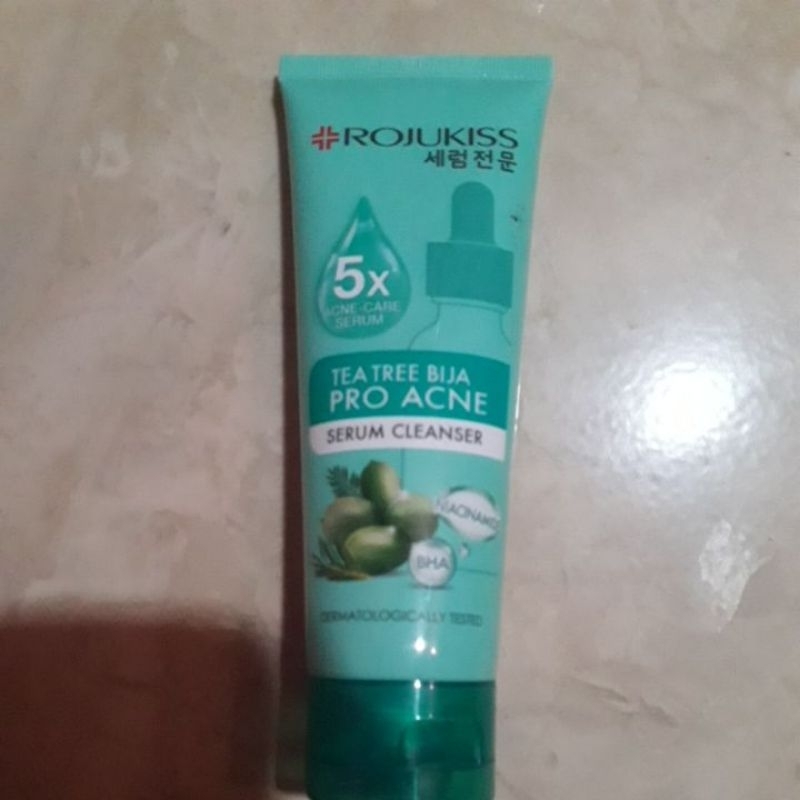 ROJUKISS
세럼전문
5x
ACNE-CARE
SERUM
TEA TREE BIJA
PRO ACNE
SERUM CLEANSER
NIACINAMIDE
BHA
DERMATOLOGICALLY TESTED